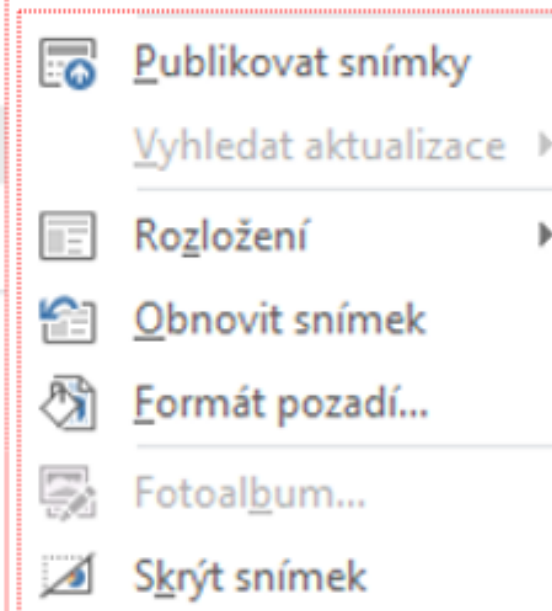 Publikovat snímky
Vyhledat aktualizace
Rozložení
Obnovit snímek
Formát pozadí...
Fotoalbum...
Skrýt snímek